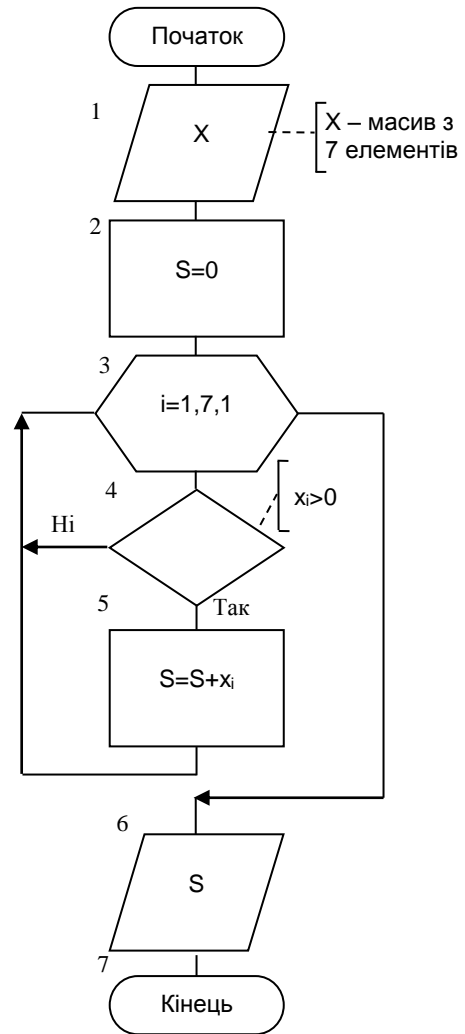 Початок
1
X
X – масив з
7 елементів
2
S=0
3
i=1,7,1
4
xᵢ>0
Ні
Так
5
S=S+xᵢ
6
S
7
Кінець